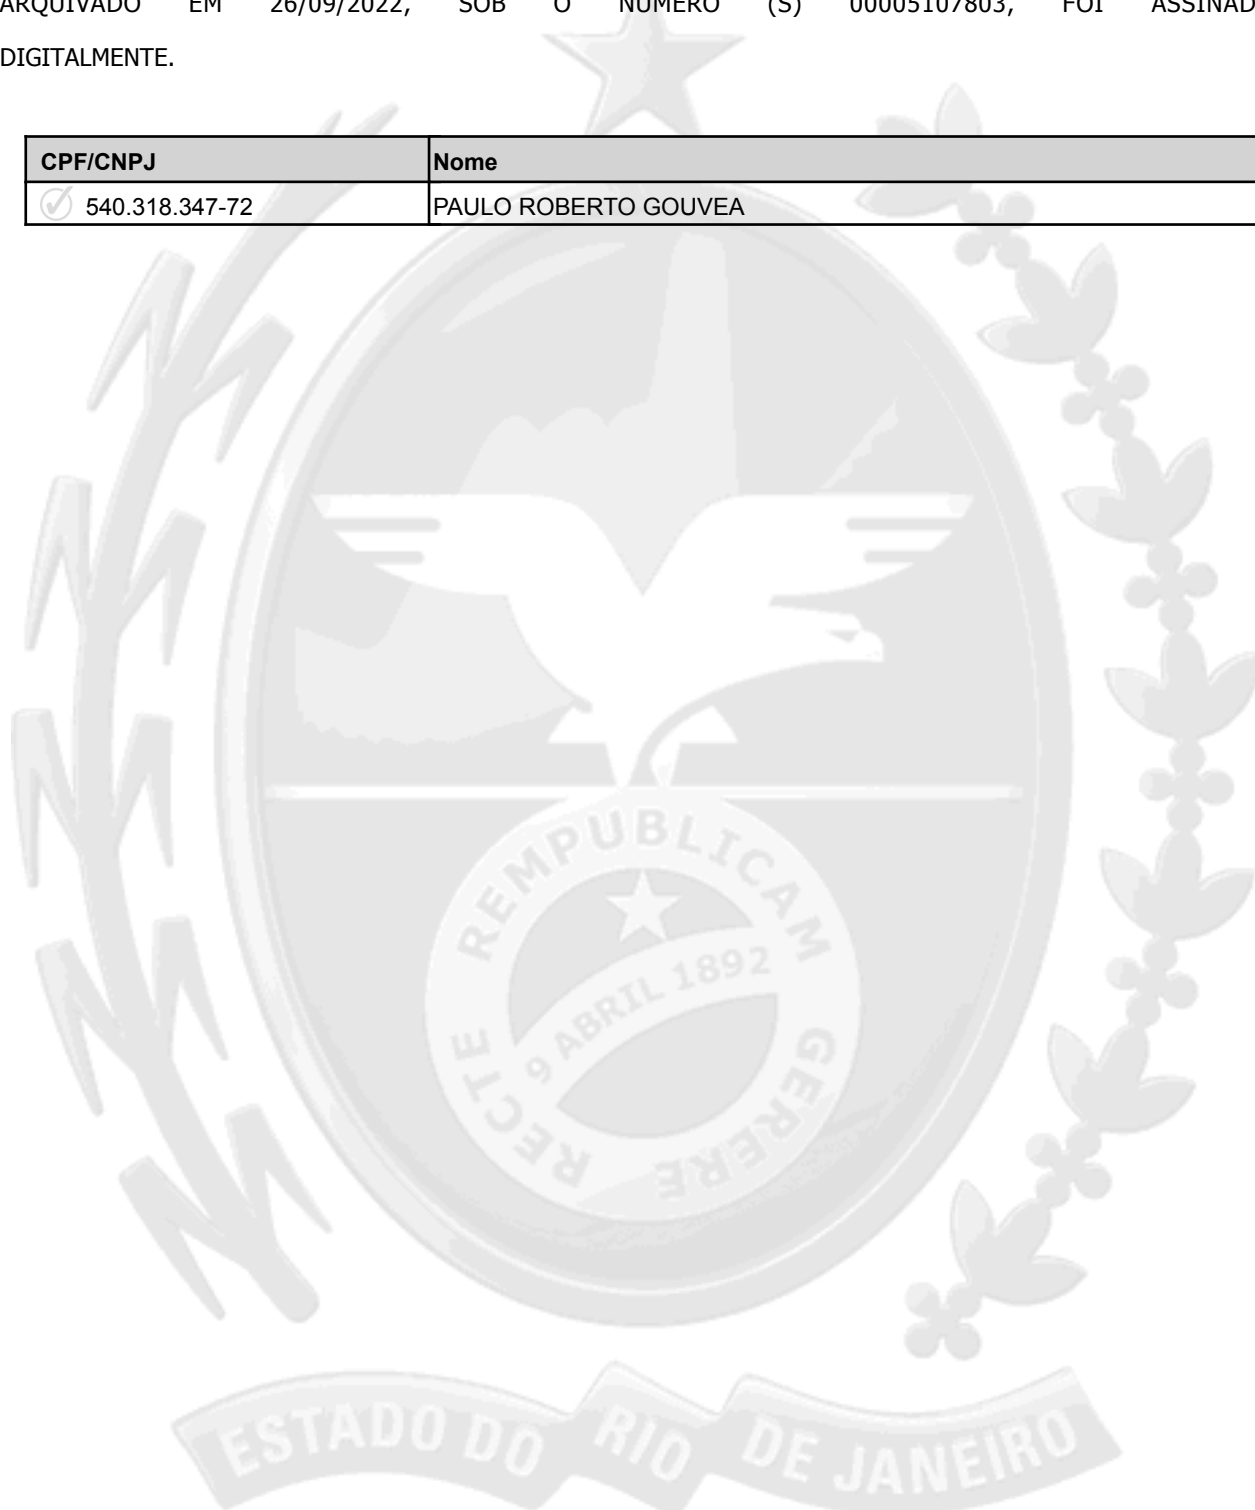 ARQUIVADO EM 26/09/2022, SOB O NÚMERO (S) 00005107803, FOI ASSINAD
DIGITALMENTE.
CPF/CNPJ Nome
540.318.347-72 PAULO ROBERTO GOUVEA
REMPUBLICAM
9 ABRIL 1892
RECTE GERERE
ESTADO DO RIO DE JANEIRO